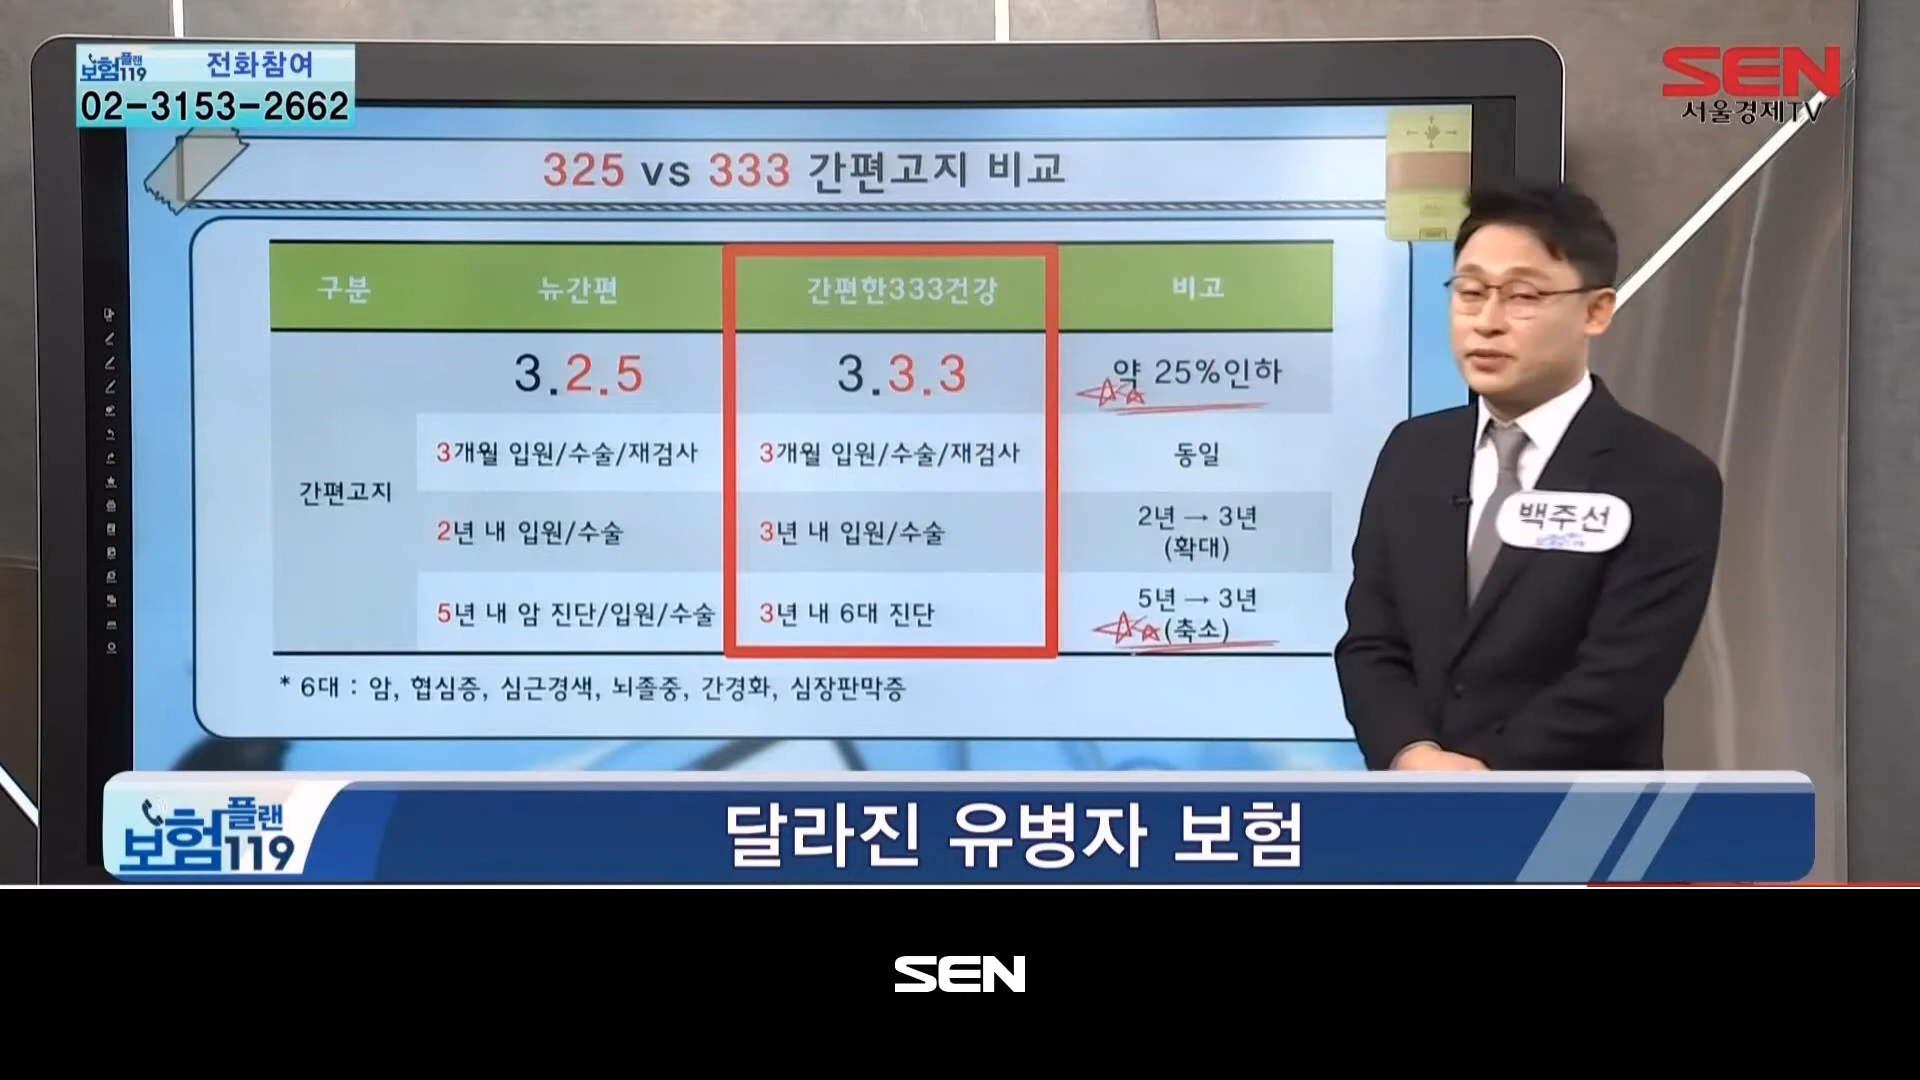 보험플랜119 전화참여
02-3153-2662
SEN
서울경제TV
325 vs 333 간편고지 비교
구분 뉴간편 간편한333건강 비고
3.2.5 3.3.3 약 25%인하
간편고지
3개월 입원/수술/재검사 3개월 입원/수술/재검사 동일
2년 내 입원/수술 3년 내 입원/수술 2년 → 3년
(확대)
5년 내 암 진단/입원/수술 3년 내 6대 진단 5년 → 3년
(축소)
* 6대 : 암, 협심증, 심근경색, 뇌졸중, 간경화, 심장판막증
백주선
보험플랜119
달라진 유병자 보험
SEN